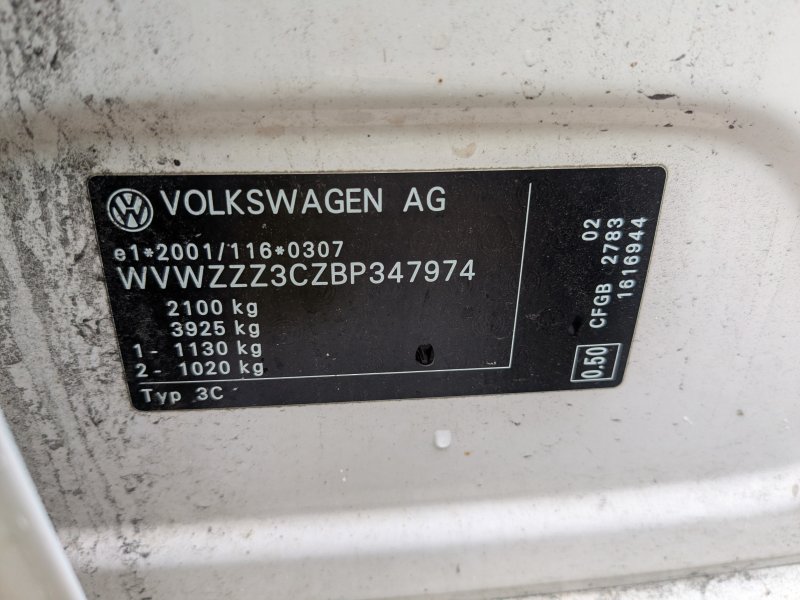 VOLKSWAGEN AG
e1*2001/116*0307
WVWZZZ3CZBP347974
2100 kg
3925 kg
1- 1130 kg
2- 1020 kg
Typ 3C
02
CFGB 2783
1616944
0.50